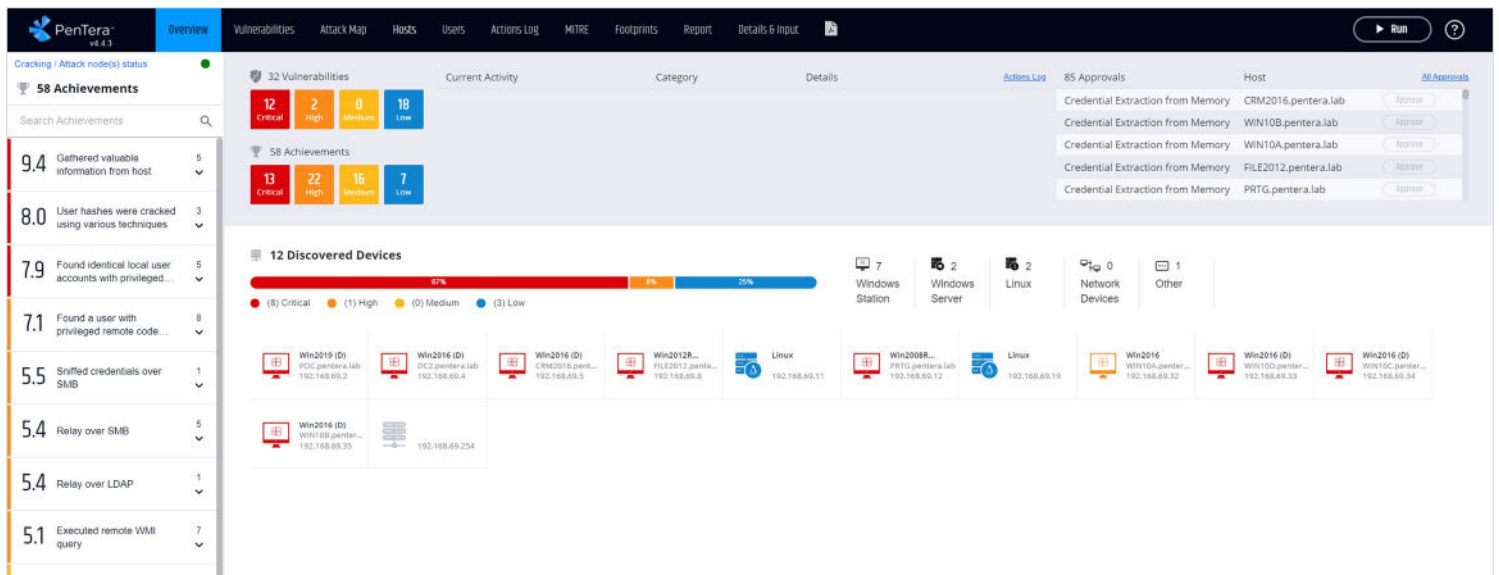 PenTera™
v4.4.3
Overview
Vulnerabilities
Attack Map
Hosts
Users
Actions Log
MITRE
Footprints
Report
Details & Input
Run
?
Cracking / Attack node(s) status
58 Achievements
Search Achievements
9.4
Gathered valuable
information from host
5
8.0
User hashes were cracked
using various techniques
3
7.9
Found identical local user
accounts with privileged...
5
7.1
Found a user with
privileged remote code...
8
5.5
Sniffed credentials over
SMB
1
5.4
Relay over SMB
5
5.4
Relay over LDAP
1
5.1
Executed remote WMI
query
7
32 Vulnerabilities
12
Critical
2
High
0
Medium
18
Low
58 Achievements
13
Critical
22
High
16
Medium
7
Low
Current Activity
Category
Details
Actions Log
85 Approvals
Host
All Approvals
Credential Extraction from Memory CRM2016.pentera.lab Approve
Credential Extraction from Memory WIN10B.pentera.lab Approve
Credential Extraction from Memory WIN10A.pentera.lab Approve
Credential Extraction from Memory FILE2012.pentera.lab Approve
Credential Extraction from Memory PRTG.pentera.lab Approve
12 Discovered Devices
67%
8%
25%
(8) Critical (1) High (0) Medium (3) Low
7
Windows
Station
2
Windows
Server
2
Linux
0
Network
Devices
1
Other
Win2019 (D)
PDC.pentera.lab
192.168.69.2
Win2016 (D)
DC2.pentera.lab
192.168.69.4
Win2016 (D)
CRM2016.pent...
192.168.69.5
Win2012R...
FILE2012.pente...
192.168.69.8
Linux
192.168.69.11
Win2008R...
PRTG.pentera.lab
192.168.69.12
Linux
192.168.69.19
Win2016
WIN10A.penter...
192.168.69.32
Win2016 (D)
WIN10D.penter...
192.168.69.33
Win2016 (D)
WIN10C.penter...
192.168.69.34
Win2016 (D)
WIN10B.penter...
192.168.69.35
192.168.69.254